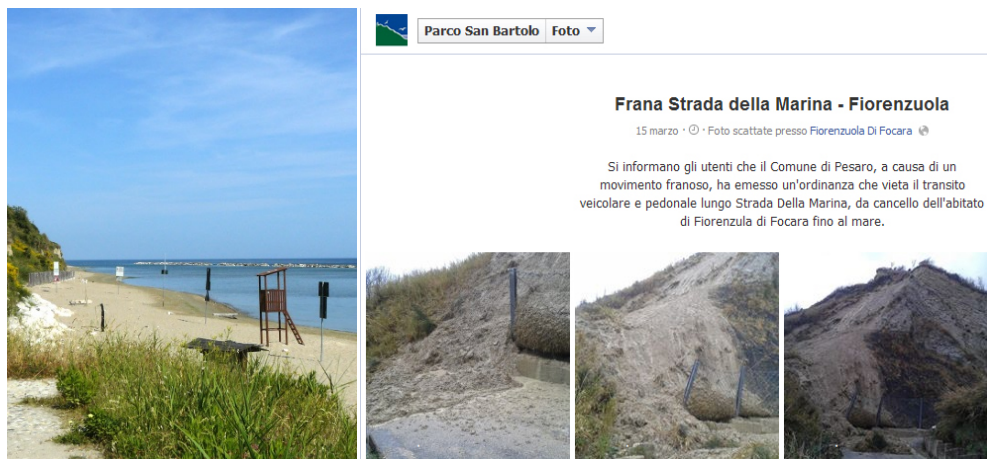 Parco San Bartolo Foto
Frana Strada della Marina - Fiorenzuola
15 marzo · Foto scattate presso Fiorenzuola Di Focara
Si informano gli utenti che il Comune di Pesaro, a causa di un
movimento franoso, ha emesso un'ordinanza che vieta il transito
veicolare e pedonale lungo Strada Della Marina, da cancello dell'abitato
di Fiorenzula di Focara fino al mare.